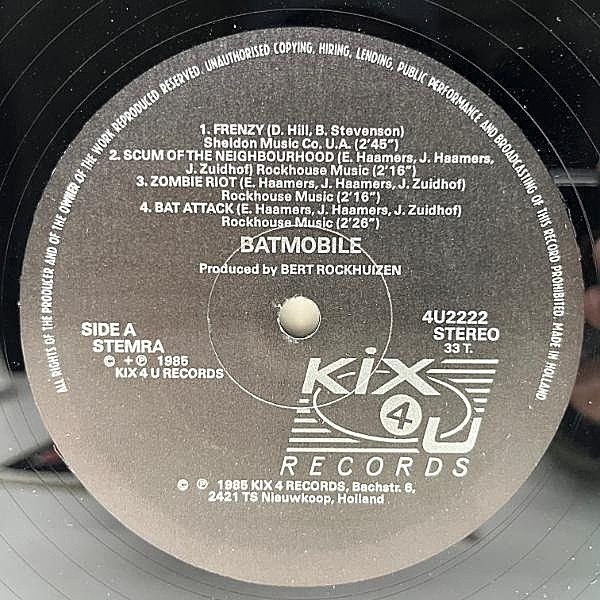 ALL RIGHTS OF THE PRODUCER AND OF THE OWNER OF THE WORK REPRODUCED RESERVED. UNAUTHORISED COPYING, HIRING, LENDING, PUBLIC PERFORMANCE AND BROADCASTING OF THIS RECORD PROHIBITED. MADE IN HOLLAND
1. FRENZY (D. Hill, B. Stevenson)
Sheldon Music Co. U.A. (2'45")
2. SCUM OF THE NEIGHBOURHOOD (E. Haamers, J. Haamers,
J. Zuidhof) Rockhouse Music (2'16")
3. ZOMBIE RIOT (E. Haamers, J. Haamers, J. Zuidhof)
Rockhouse Music (2'16")
4. BAT ATTACK (E. Haamers, J. Haamers, J. Zuidhof)
Rockhouse Music (2'26")
BATMOBILE
Produced by BERT ROCKHUIZEN
SIDE A
STEMRA
© + ℗ 1985
KIX 4 U RECORDS
4U2222
STEREO
33 T.
KiX
4
U
RECORDS
© ℗ 1985 KIX 4 RECORDS, Bachstr. 6,
2421 TS Nieuwkoop, Holland